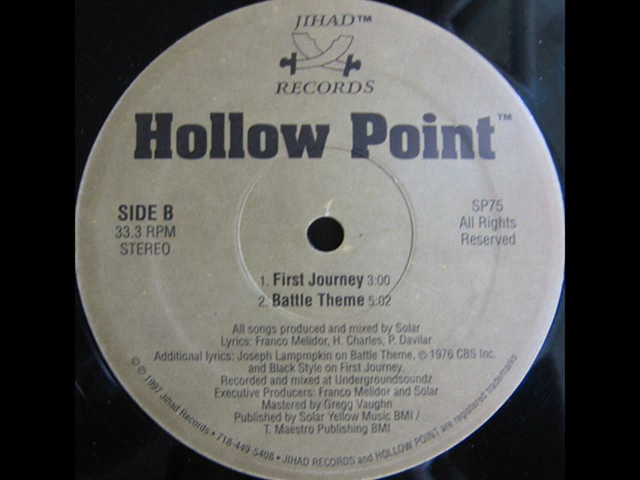 JIHAD™
RECORDS
Hollow Point™
SIDE B
33.3 RPM
STEREO
SP75
All Rights
Reserved
1. First Journey 3:00
2. Battle Theme 5:02
All songs produced and mixed by Solar
Lyrics: Franco Melidor, H. Charles, P. Davilar
Additional lyrics: Joseph Lampmpkin on Battle Theme, ℗ 1976 CBS Inc.
and Black Style on First Journey.
Recorded and mixed at Undergroundsoundz
Executive Producers: Franco Melidor and Solar
Mastered by Gregg Vaughn
Published by Solar Yellow Music BMI /
T. Maestro Publishing BMI
© ℗ 1997 Jihad Records • 718-449-5408 • JIHAD RECORDS and HOLLOW POINT are registered trademarks